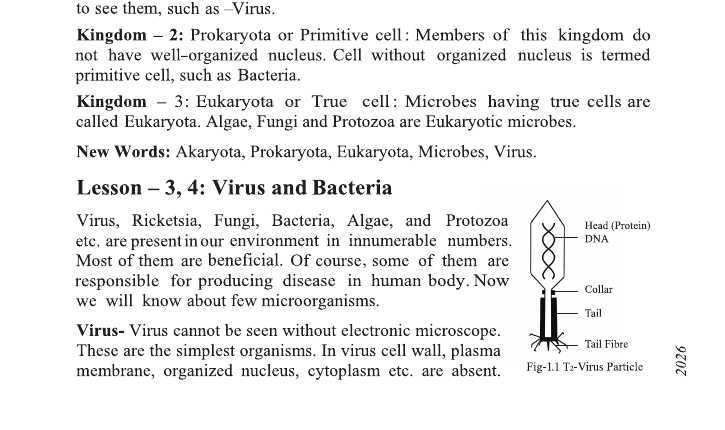 to see them, such as –Virus.
Kingdom – 2: Prokaryota or Primitive cell : Members of this kingdom do
not have well-organized nucleus. Cell without organized nucleus is termed
primitive cell, such as Bacteria.
Kingdom – 3: Eukaryota or True cell : Microbes having true cells are
called Eukaryota. Algae, Fungi and Protozoa are Eukaryotic microbes.
New Words: Akaryota, Prokaryota, Eukaryota, Microbes, Virus.
Lesson – 3, 4: Virus and Bacteria
Virus, Ricketsia, Fungi, Bacteria, Algae, and Protozoa
etc. are present in our environment in innumerable numbers.
Most of them are beneficial. Of course, some of them are
responsible for producing disease in human body. Now
we will know about few microorganisms.
Virus- Virus cannot be seen without electronic microscope.
These are the simplest organisms. In virus cell wall, plasma
membrane, organized nucleus, cytoplasm etc. are absent.
Head (Protein)
DNA
Collar
Tail
Tail Fibre
Fig-1.1 T2-Virus Particle
2026